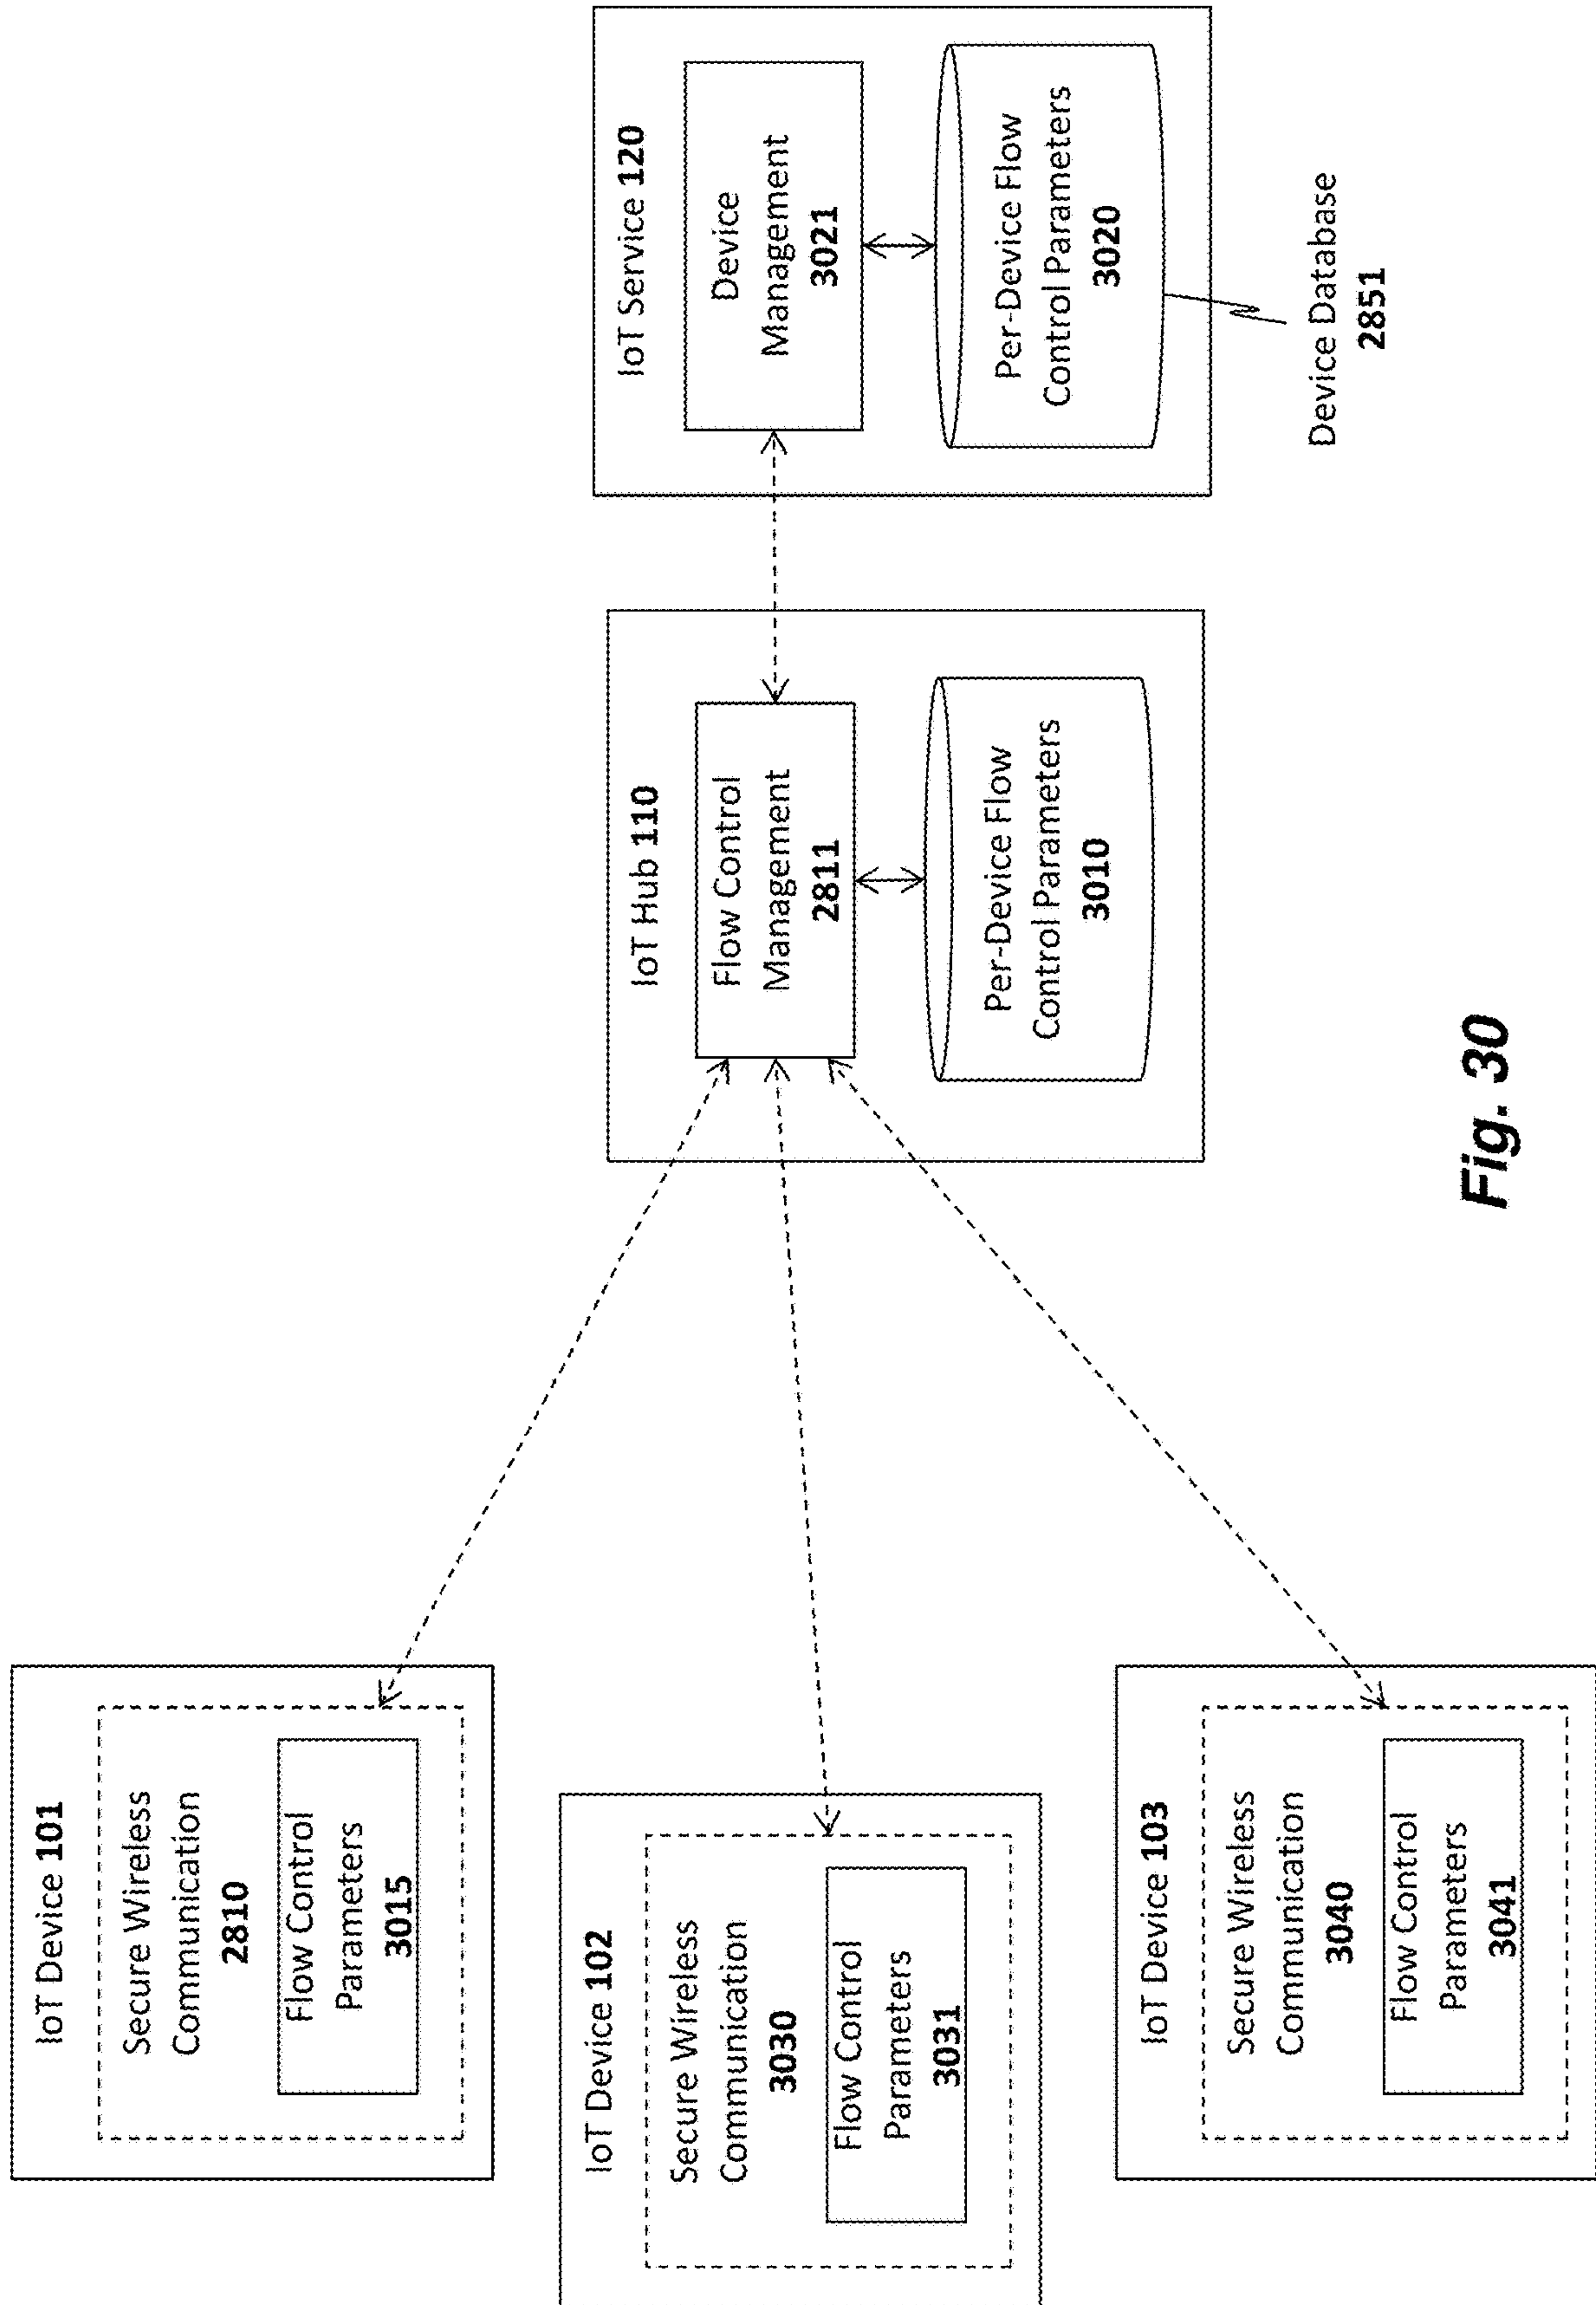 IoT Device 101
Secure Wireless
Communication
2810
Flow Control
Parameters
3015
IoT Device 102
Secure Wireless
Communication
3030
Flow Control
Parameters
3031
IoT Device 103
Secure Wireless
Communication
3040
Flow Control
Parameters
3041
IoT Hub 110
Flow Control
Management
2811
Per-Device Flow
Control Parameters
3010
IoT Service 120
Device
Management
3021
Per-Device Flow
Control Parameters
3020
Device Database
2851
Fig. 30